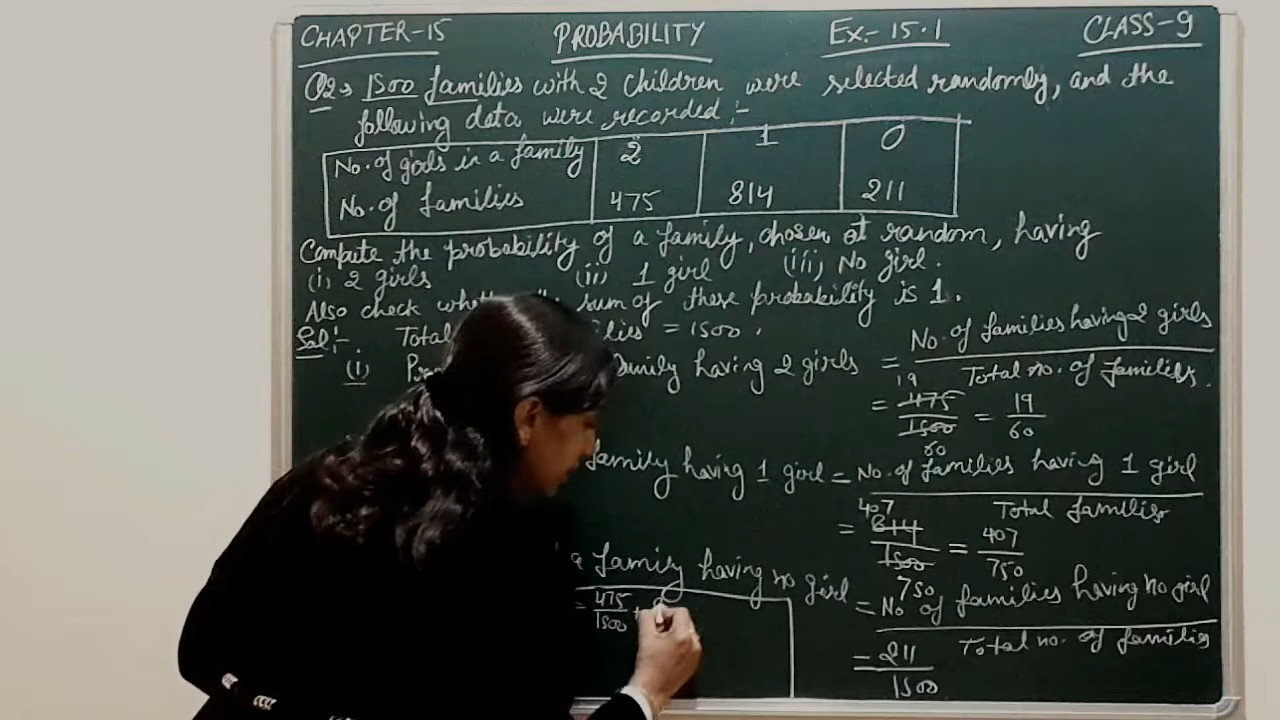 CHAPTER-15 PROBABILITY Ex.- 15.1 CLASS-9
Q2→ 1500 families with 2 Children were selected randomly, and the
following data were recorded :-
No. of girls in a family 2 1 0
No. of families 475 814 211
Compute the probability of a family, chosen at random, having
(i) 2 girls (ii) 1 girl (iii) No girl.
Also check sum of these probability is 1.
Sol:- = 1500.
(i) family having 2 girls = No. of families having 2 girls / Total no. of families.
19
= 475/1500 = 19/60
60
family having 1 girl = No. of families having 1 girl / Total families
407
= 814/1500 = 407/750
750
a family having no girl = No of families having no girl / Total no. of families
= 475/1500 +
= 211/1500